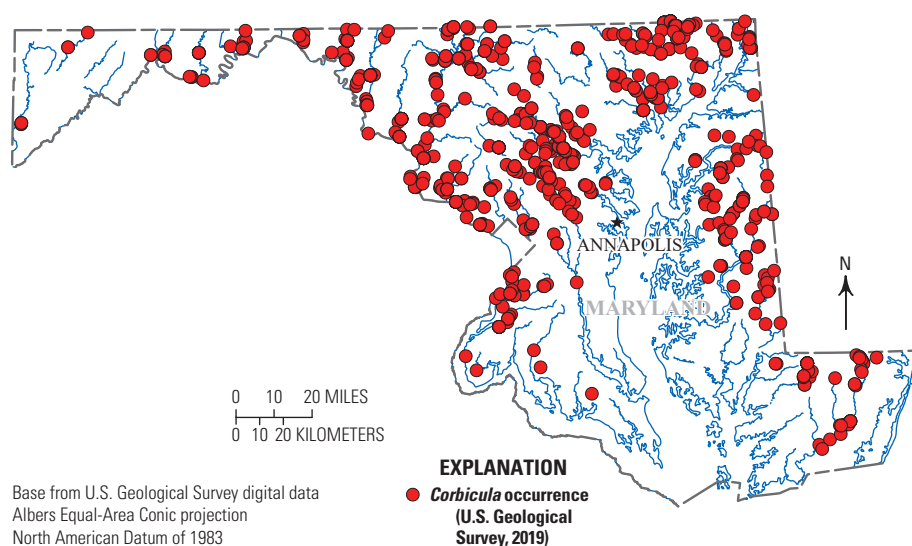 ANNAPOLIS
N
MARYLAND
0 10 20 MILES
0 10 20 KILOMETERS
EXPLANATION
Corbicula occurrence
(U.S. Geological
Survey, 2019)
Base from U.S. Geological Survey digital data
Albers Equal-Area Conic projection
North American Datum of 1983